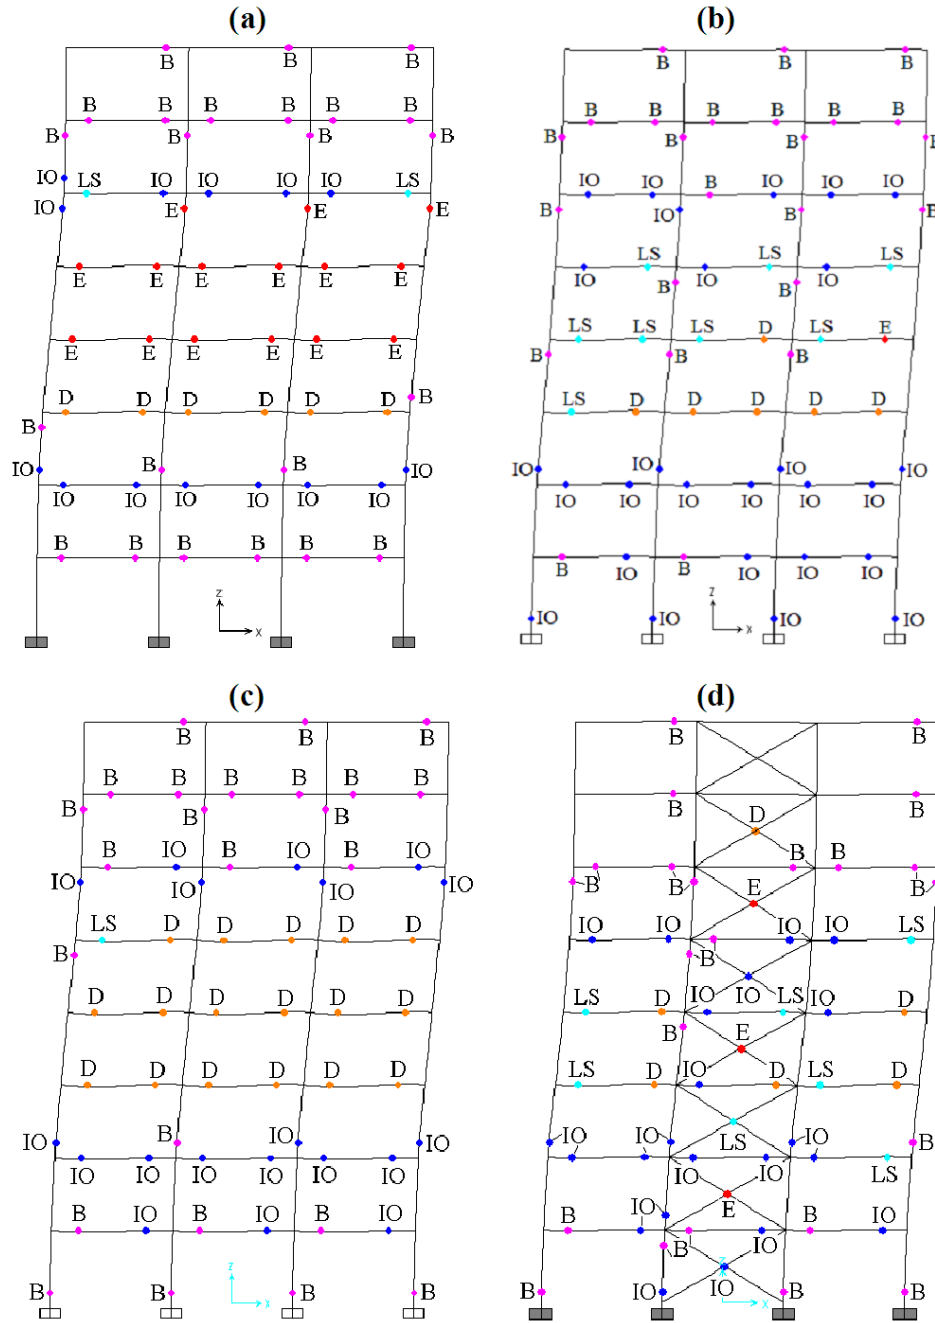 (a) (b)
B B B B B B
B B B B B B B B B B B B
B B B B B B B B
IO LS IO IO IO IO LS IO IO B IO IO IO
IO E E E B IO B B
LS LS LS
E E E E E E IO IO IO
B B
LS LS LS D LS E
E E E E E E B B B
D D D D D D B LS D D D D D
B
IO B B IO IO IO IO IO
IO IO IO IO IO IO IO IO IO IO IO IO
B B B B B B B IO B IO IO IO
Z X Z X
IO IO IO IO
(c) (d)
B B B B B
B B B B B B B B
B B B D
B IO B IO B IO B B
IO IO IO IO B B E B B
LS D D D D D IO IO IO IO LS
B B
D D D D D D LS D IO IO LS IO D
B E
D D D D D D LS D IO D LS D
LS
IO B IO IO IO IO IO B
IO IO IO IO IO IO IO IO LS
E
B IO B IO B IO B IO B IO
B IO
Z X Z X
B B B B B IO IO B B